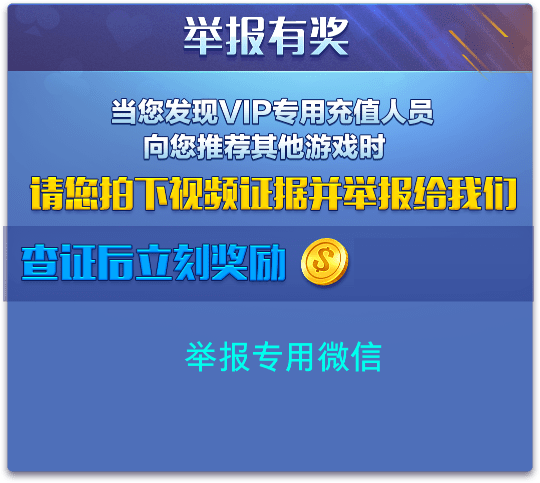 举报有奖
当您发现VIP专用充值人员
向您推荐其他游戏时
请您拍下视频证据并举报给我们
查证后立刻奖励
举报专用微信